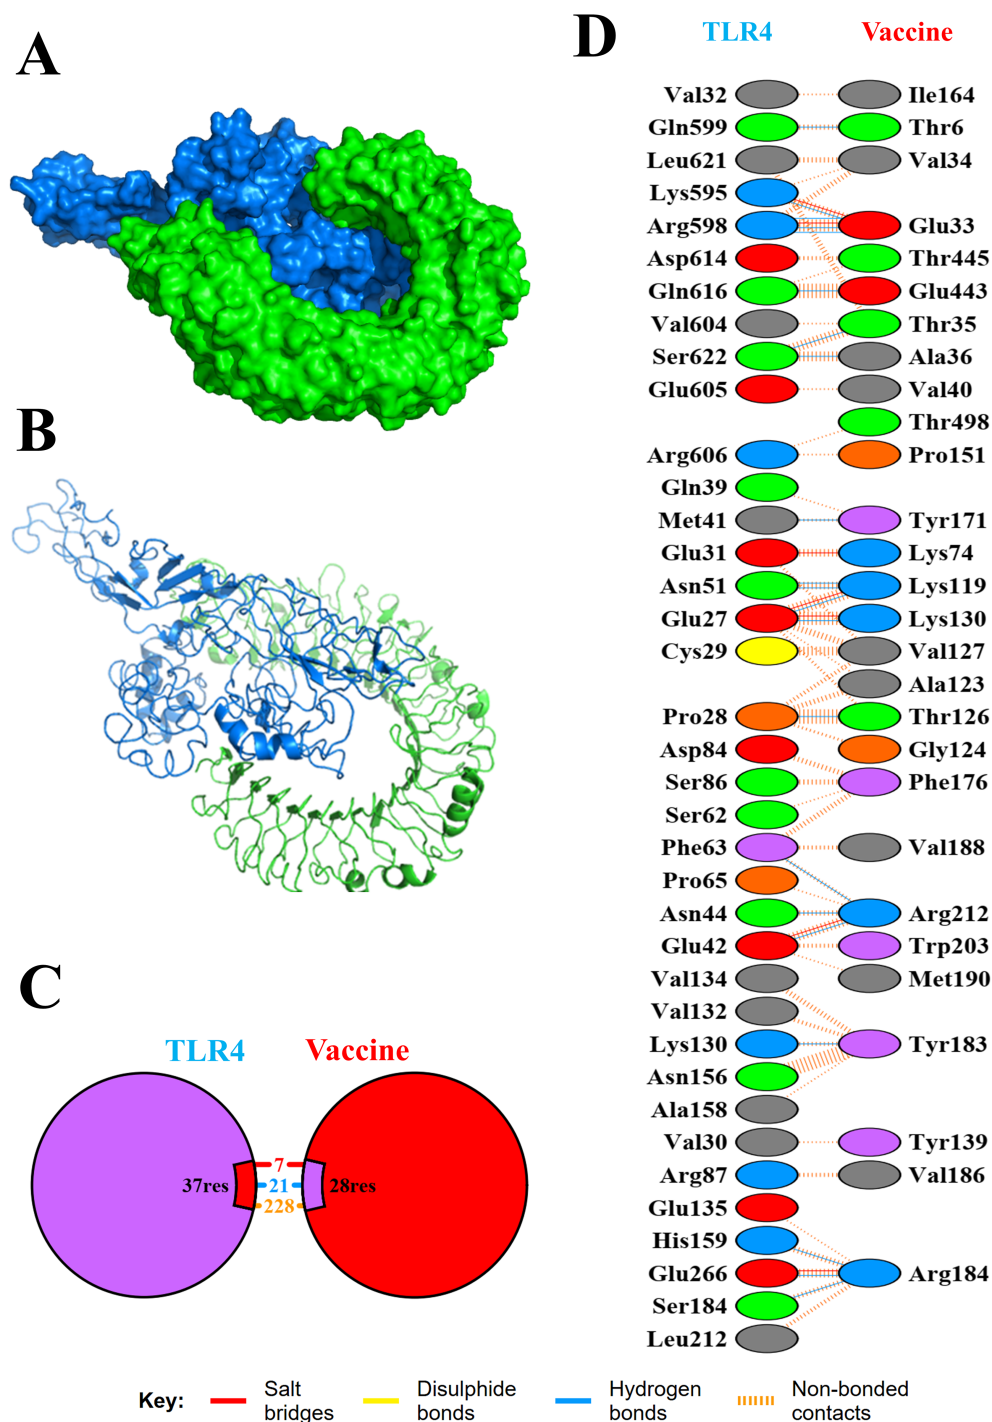 A
B
C
TLR4 Vaccine
37res
7
21
228
28res
D
TLR4 Vaccine
Val32 Ile164
Gln599 Thr6
Leu621 Val34
Lys595
Arg598 Glu33
Asp614 Thr445
Gln616 Glu443
Val604 Thr35
Ser622 Ala36
Glu605 Val40
Thr498
Arg606 Pro151
Gln39
Met41 Tyr171
Glu31 Lys74
Asn51 Lys119
Glu27 Lys130
Cys29 Val127
Ala123
Pro28 Thr126
Asp84 Gly124
Ser86 Phe176
Ser62
Phe63 Val188
Pro65
Asn44 Arg212
Glu42 Trp203
Val134 Met190
Val132
Lys130 Tyr183
Asn156
Ala158
Val30 Tyr139
Arg87 Val186
Glu135
His159
Glu266 Arg184
Ser184
Leu212
Key: Salt bridges Disulphide bonds Hydrogen bonds Non-bonded contacts